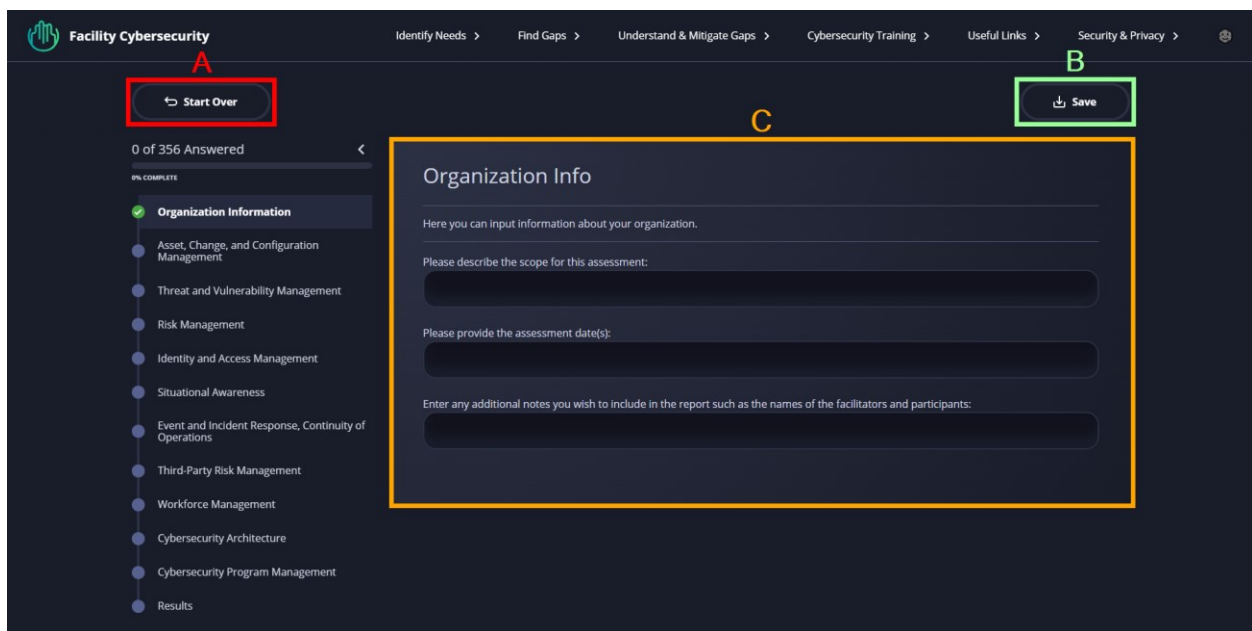 Facility Cybersecurity
Identify Needs >
Find Gaps >
Understand & Mitigate Gaps >
Cybersecurity Training >
Useful Links >
Security & Privacy >
A
Start Over
B
Save
0 of 356 Answered
0% COMPLETE
Organization Information
Asset, Change, and Configuration
Management
Threat and Vulnerability Management
Risk Management
Identity and Access Management
Situational Awareness
Event and Incident Response, Continuity of
Operations
Third-Party Risk Management
Workforce Management
Cybersecurity Architecture
Cybersecurity Program Management
Results
C
Organization Info
Here you can input information about your organization.
Please describe the scope for this assessment:
Please provide the assessment date(s):
Enter any additional notes you wish to include in the report such as the names of the facilitators and participants: